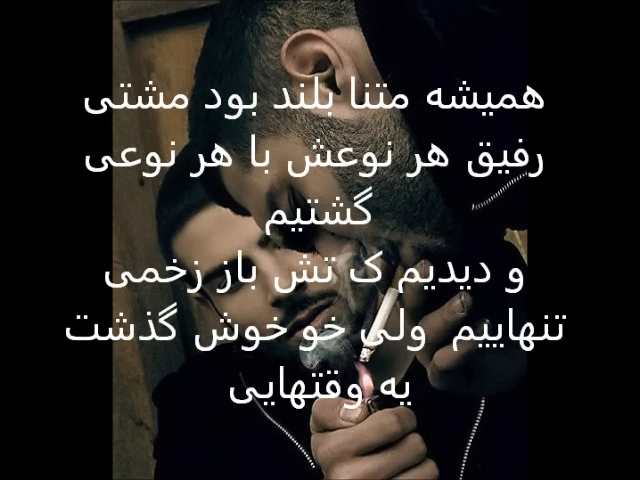 همیشه متنا بلند بود مشتی
رفیق هر نوعش با هر نوعی
گشتیم
و دیدیم ک تش باز زخمی
تنهاییم ولی خو خوش گذشت
یه وقتهایی